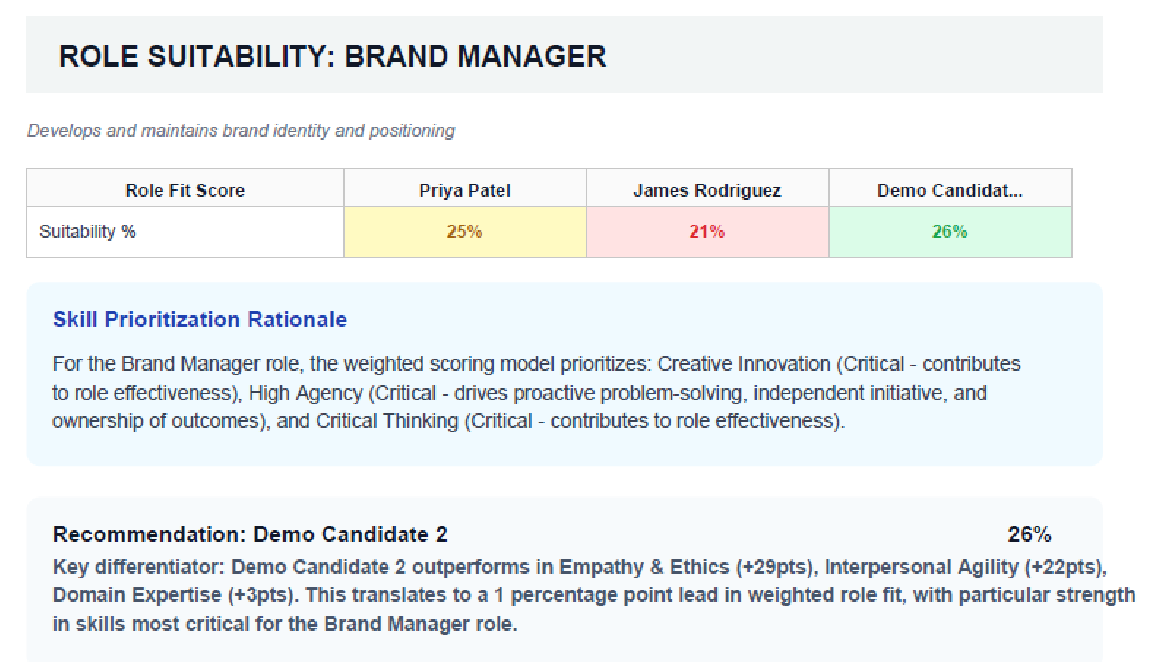 ROLE SUITABILITY: BRAND MANAGER
Develops and maintains brand identity and positioning
Role Fit Score Priya Patel James Rodriguez Demo Candidat...
Suitability % 25% 21% 26%
Skill Prioritization Rationale
For the Brand Manager role, the weighted scoring model prioritizes: Creative Innovation (Critical - contributes
to role effectiveness), High Agency (Critical - drives proactive problem-solving, independent initiative, and
ownership of outcomes), and Critical Thinking (Critical - contributes to role effectiveness).
Recommendation: Demo Candidate 2 26%
Key differentiator: Demo Candidate 2 outperforms in Empathy & Ethics (+29pts), Interpersonal Agility (+22pts),
Domain Expertise (+3pts). This translates to a 1 percentage point lead in weighted role fit, with particular strength
in skills most critical for the Brand Manager role.